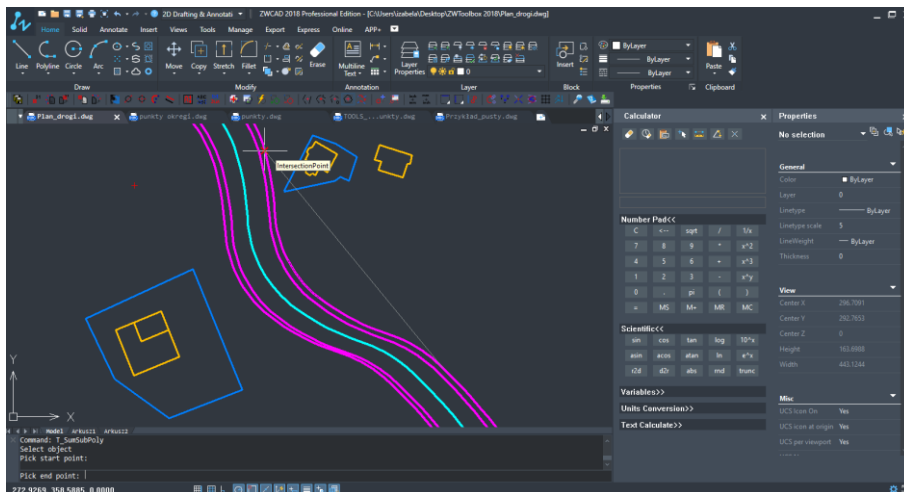 2D Drafting & Annotati
ZWCAD 2018 Professional Edition - [C:\Users\izabela\Desktop\ZWToolbox 2018\Plan_drogi.dwg]
Home Solid Annotate Insert Views Tools Manage Export Express Online APP+
Line Polyline Circle Arc
Move Copy Stretch Fillet Erase
Multiline Text
Layer Properties
0
Insert
ByLayer
ByLayer
ByLayer
Paste
Draw Modify Annotation Layer Block Properties Clipboard
Plan_drogi.dwg punkty okregi.dwg punkty.dwg TOOLS_...unkty.dwg Przykład_pusty.dwg
IntersectionPoint
Y
X
Calculator
Number Pad<<
C <-- sqrt / 1/x
7 8 9 * x^2
4 5 6 + x^3
1 2 3 - x^y
0 . pi ( )
= MS M+ MR MC
Scientific<<
sin cos tan log 10^x
asin acos atan ln e^x
r2d d2r abs rnd trunc
Variables>>
Units Conversion>>
Text Calculate>>
Properties
No selection
General
Color ByLayer
Layer 0
Linetype ByLayer
Linetype scale 5
LineWeight ByLayer
Thickness 0
View
Center X 296.7091
Center Y 292.7653
Center Z 0
Height 163.6908
Width 443.1244
Misc
UCS icon On Yes
UCS icon at origin Yes
UCS per viewport Yes
Model Arkusz1 Arkusz2
Command: T_SumSubPoly
Select object
Pick start point:
Pick end point:
272.9269, 350.5885, 0.0000